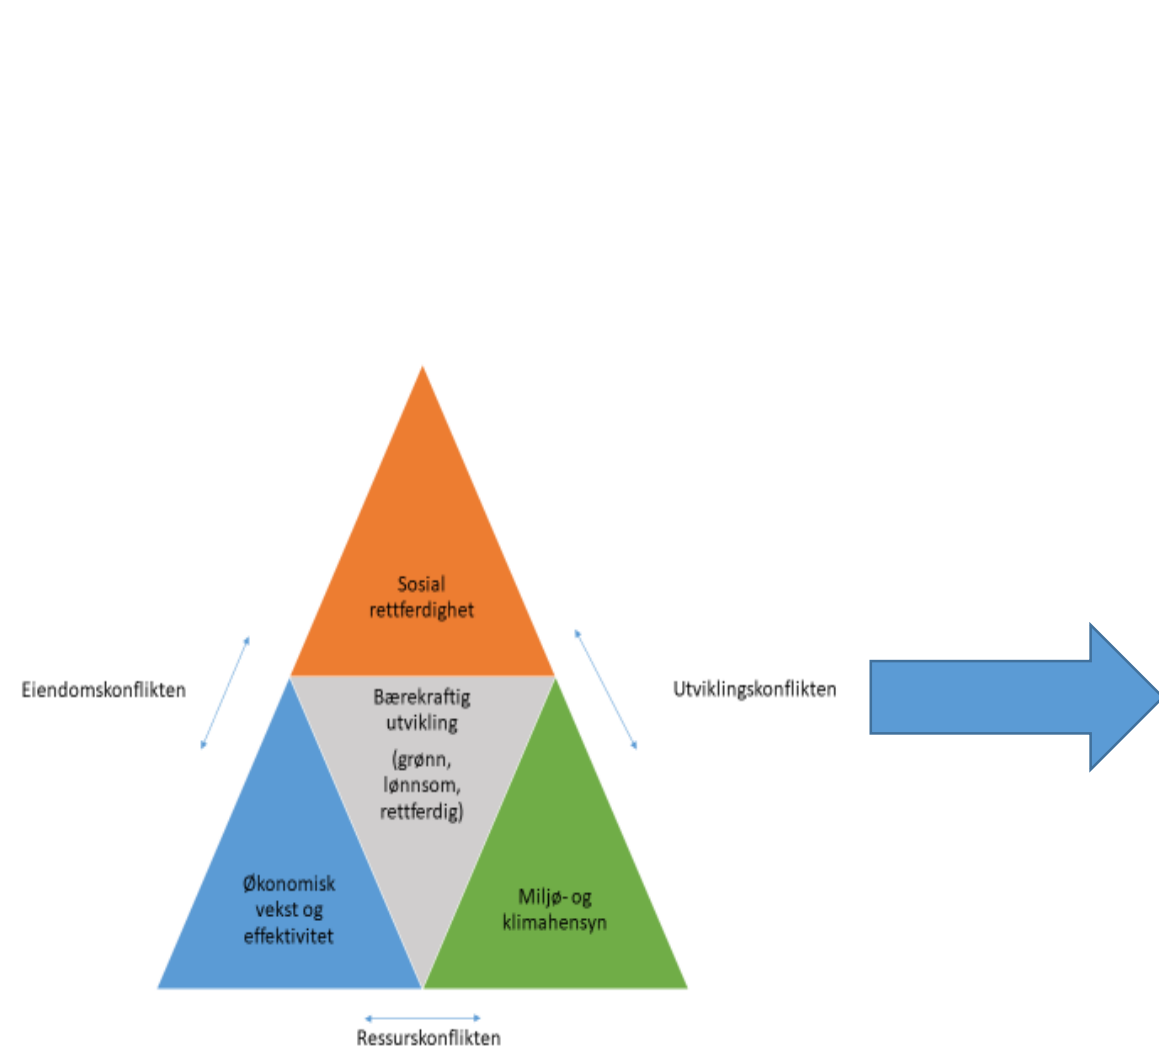 Sosial
rettferdighet
Eiendomskonflikten
Utviklingskonflikten
Bærekraftig
utvikling
(grønn,
lønnsom,
rettferdig)
Økonomisk
vekst og
effektivitet
Miljø- og
klimahensyn
Ressurskonflikten